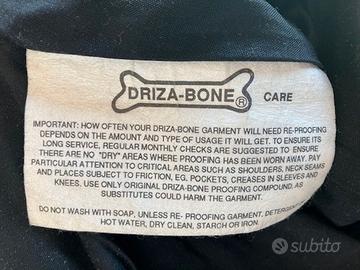 DRIZA-BONE ® CARE
IMPORTANT: HOW OFTEN YOUR DRIZA-BONE GARMENT WILL NEED RE-PROOFING
DEPENDS ON THE AMOUNT AND TYPE OF USAGE IT WILL GET. TO ENSURE ITS
LONG SERVICE, REGULAR MONTHLY CHECKS ARE SUGGESTED TO ENSURE
THERE ARE NO "DRY" AREAS WHERE PROOFING HAS BEEN WORN AWAY. PAY
PARTICULAR ATTENTION TO CRITICAL AREAS SUCH AS SHOULDERS, NECK SEAMS
AND PLACES SUBJECT TO FRICTION, EG. POCKETS, CREASES IN SLEEVES AND
KNEES. USE ONLY ORIGINAL DRIZA-BONE PROOFING COMPOUND, AS
SUBSTITUTES COULD HARM THE GARMENT.
DO NOT WASH WITH SOAP, UNLESS RE-PROOFING GARMENT, DETERGENT
HOT WATER, DRY CLEAN, STARCH OR IRON.
subito